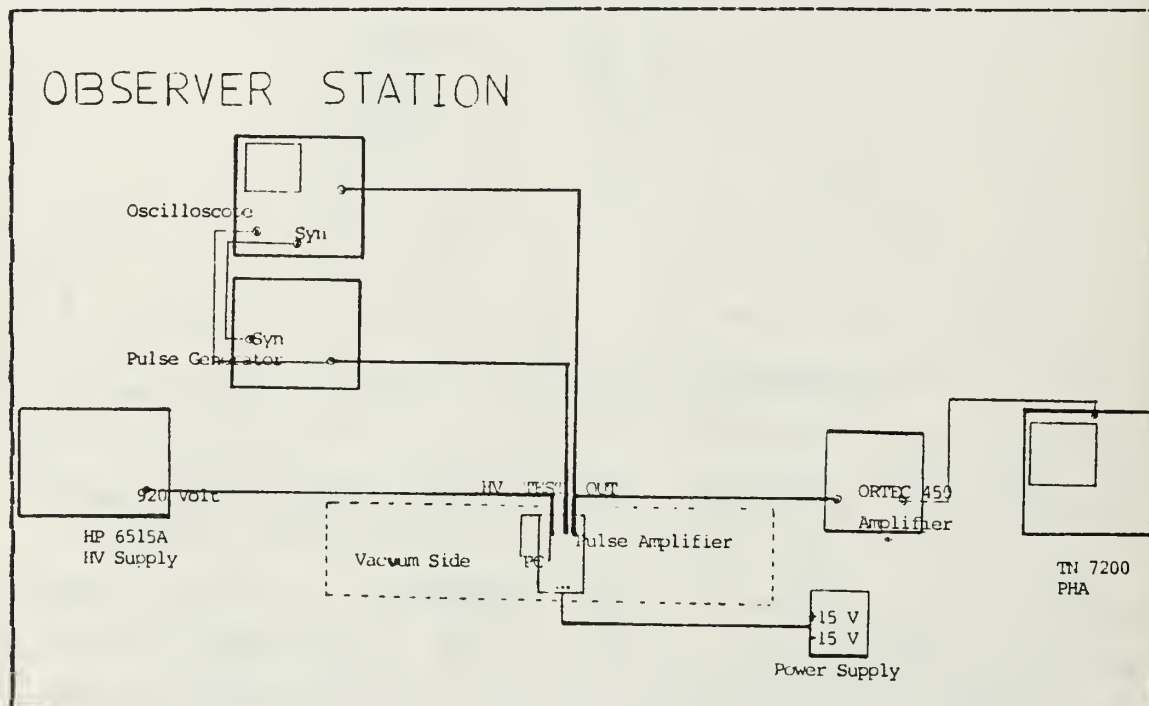 OBSERVER STATION
Oscilloscope
Syn
Syn
Pulse Generator
920 Volt
HV TEST OUT
ORTEC 450
Amplifier
HP 6515A
HV Supply
Vacuum Side
PC
Pulse Amplifier
TN 7200
PHA
+15 V
-15 V
Power Supply